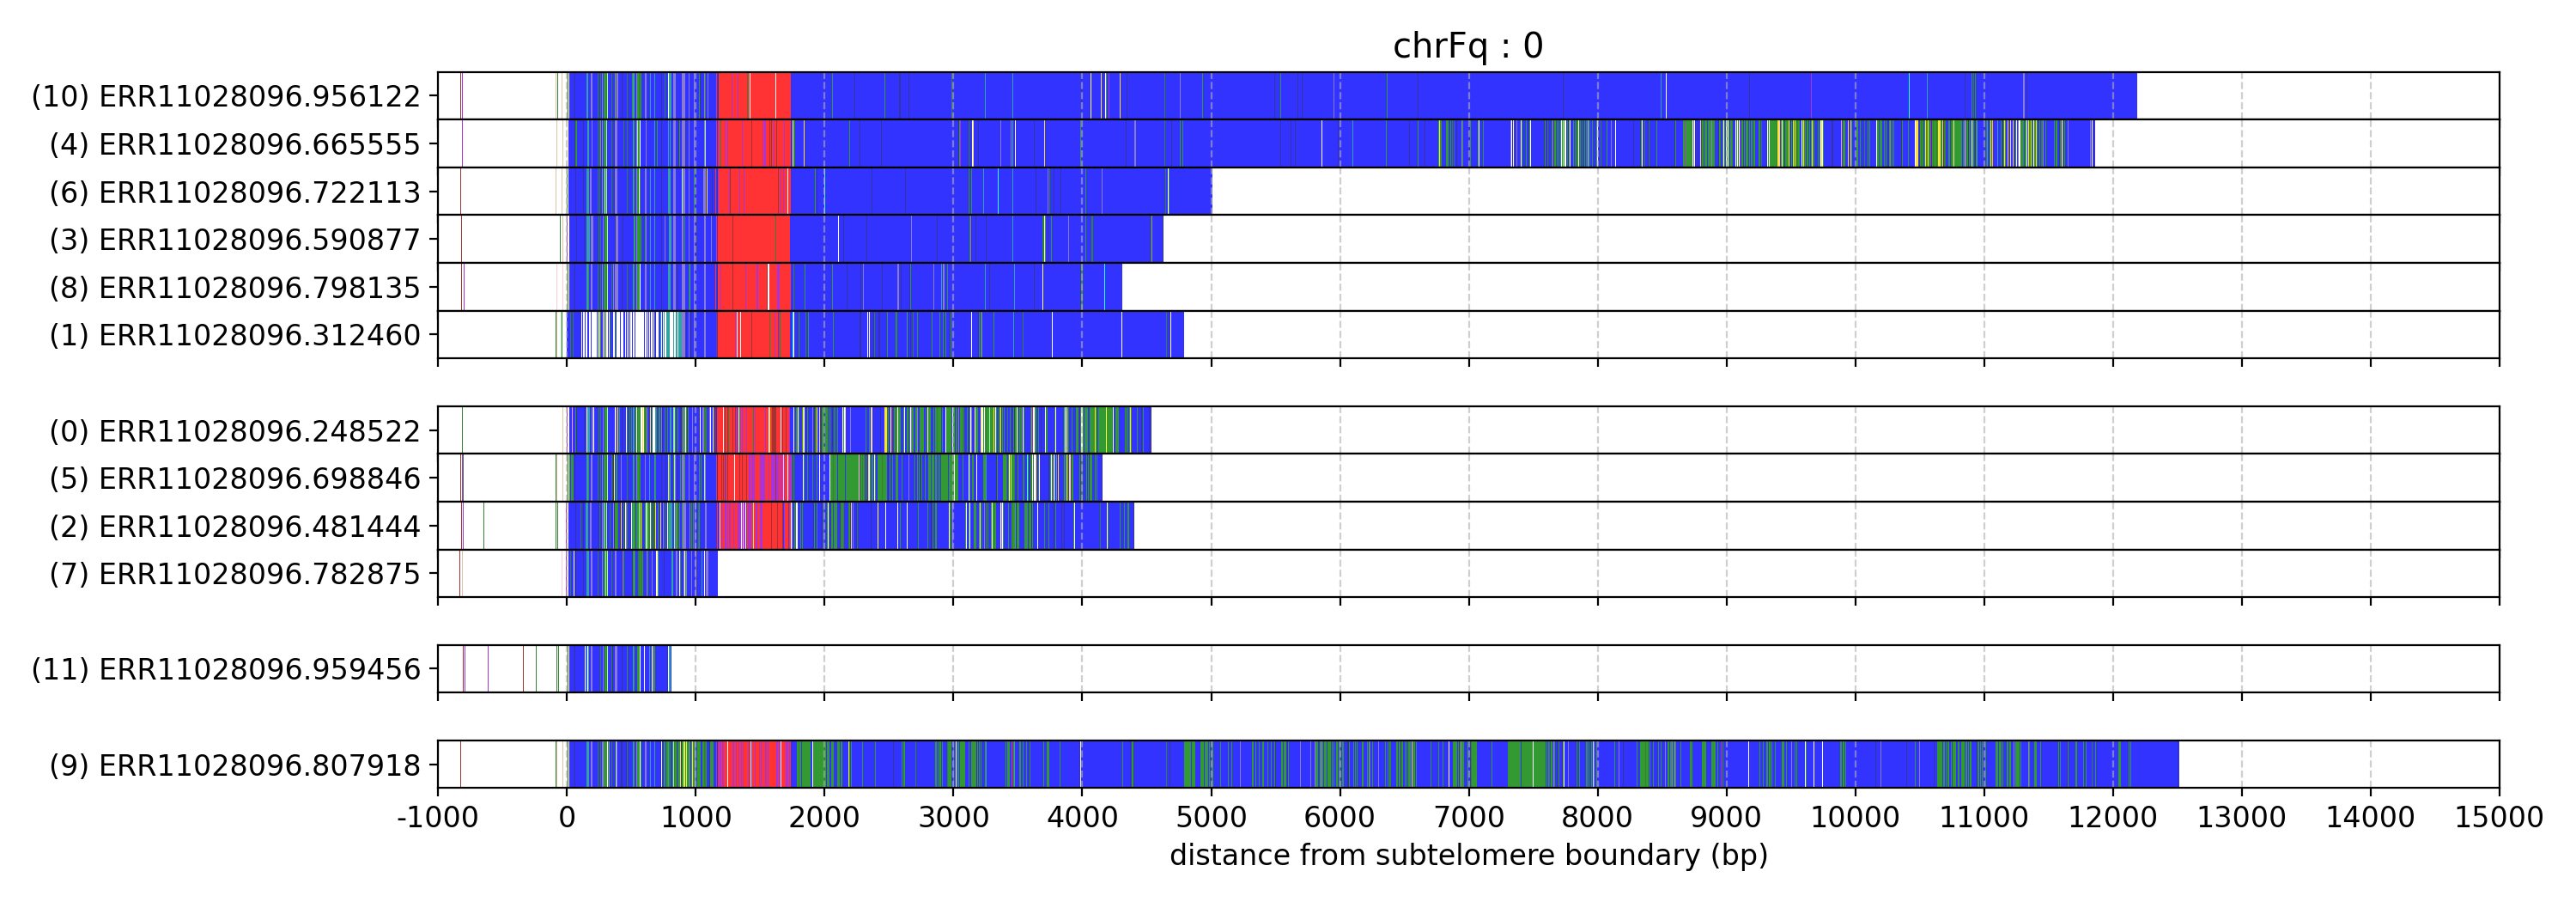 chrFq : 0
(10) ERR11028096.956122
(4) ERR11028096.665555
(6) ERR11028096.722113
(3) ERR11028096.590877
(8) ERR11028096.798135
(1) ERR11028096.312460
(0) ERR11028096.248522
(5) ERR11028096.698846
(2) ERR11028096.481444
(7) ERR11028096.782875
(11) ERR11028096.959456
(9) ERR11028096.807918
-1000 0 1000 2000 3000 4000 5000 6000 7000 8000 9000 10000 11000 12000 13000 14000 15000
distance from subtelomere boundary (bp)